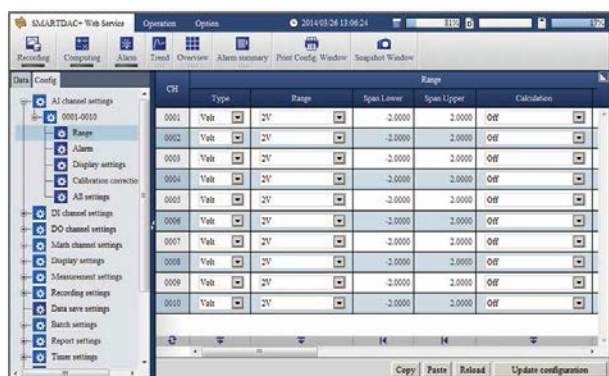 SMARTDAC+ Web Service Operation Option 2014/03/26 13:06:24 81%
Recording Computing Alarm Trend Overview Alarm summary Print Config. Window Snapshot Window
Data Config
AI channel settings
0001-0010
Range
Alarm
Display settings
Calibration correctio
All settings
DI channel settings
DO channel settings
Math channel settings
Display settings
Measurement settings
Recording settings
Data save settings
Batch settings
Report settings
Timer settings
CH Range
Type Range Span Lower Span Upper Calculation
0001 Volt 2V -2.0000 2.0000 Off
0002 Volt 2V -2.0000 2.0000 Off
0003 Volt 2V -2.0000 2.0000 Off
0004 Volt 2V -2.0000 2.0000 Off
0005 Volt 2V -2.0000 2.0000 Off
0006 Volt 2V -2.0000 2.0000 Off
0007 Volt 2V -2.0000 2.0000 Off
0008 Volt 2V -2.0000 2.0000 Off
0009 Volt 2V -2.0000 2.0000 Off
0010 Volt 2V -2.0000 2.0000 Off
Copy Paste Reload Update configuration